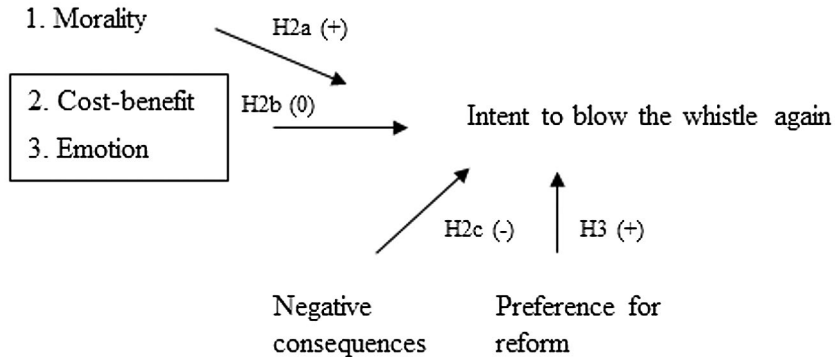 1. Morality
H2a (+)
2. Cost-benefit
3. Emotion
H2b (0)
Intent to blow the whistle again
H2c (-)
H3 (+)
Negative
consequences
Preference for
reform